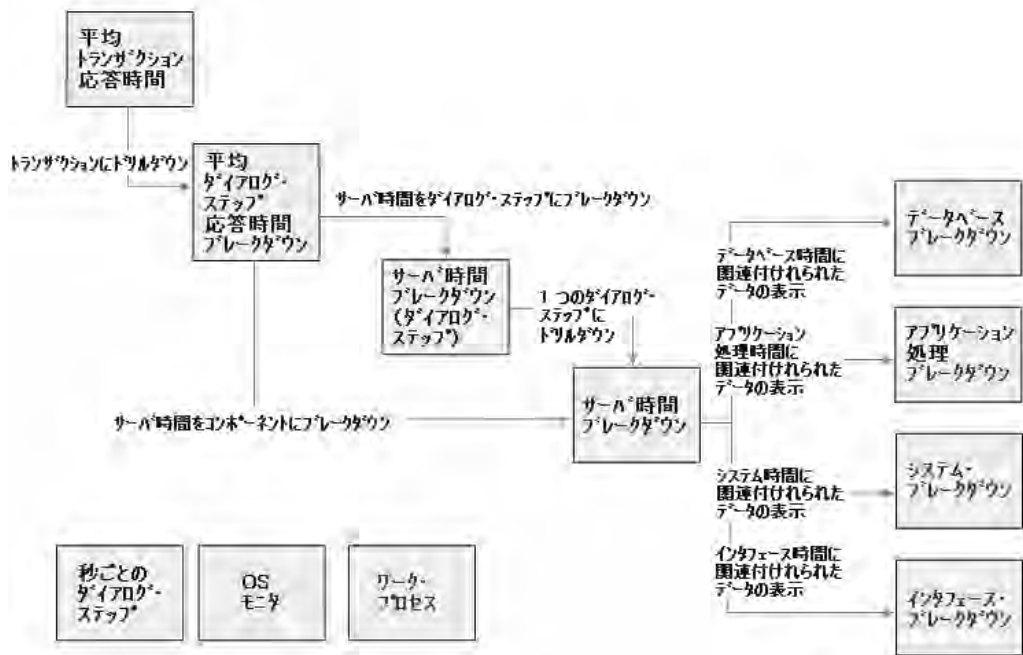 平均
トランザクション
応答時間
トランザクションにドリルダウン
平均
ダイアログ・
ステップ
応答時間
ブレークダウン
サーバ時間をダイアログ・ステップにブレークダウン
サーバ時間
ブレークダウン
(ダイアログ・
ステップ)
1 つのダイアログ・
ステップに
ドリルダウン
サーバ時間をコンポーネントにブレークダウン
サーバ時間
ブレークダウン
データベース時間に
関連付けれられた
データの表示
データベース
ブレークダウン
アプリケーション
処理時間に
関連付けれられた
データの表示
アプリケーション
処理
ブレークダウン
システム時間に
関連付けれられた
データの表示
システム・
ブレークダウン
インタフェース時間に
関連付けれられた
データの表示
インタフェース・
ブレークダウン
秒ごとの
ダイアログ・
ステップ
OS
モニタ
ワーク・
プロセス